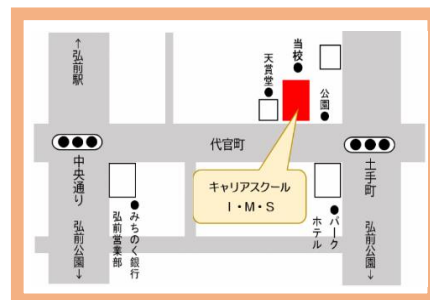 ↑弘前駅
天賞堂
当校
公園
代官町
中央通り
土手町
キャリアスクール
I・M・S
弘前公園↓
弘前営業部
みちのく銀行
ホテル
パーク
弘前公園↓